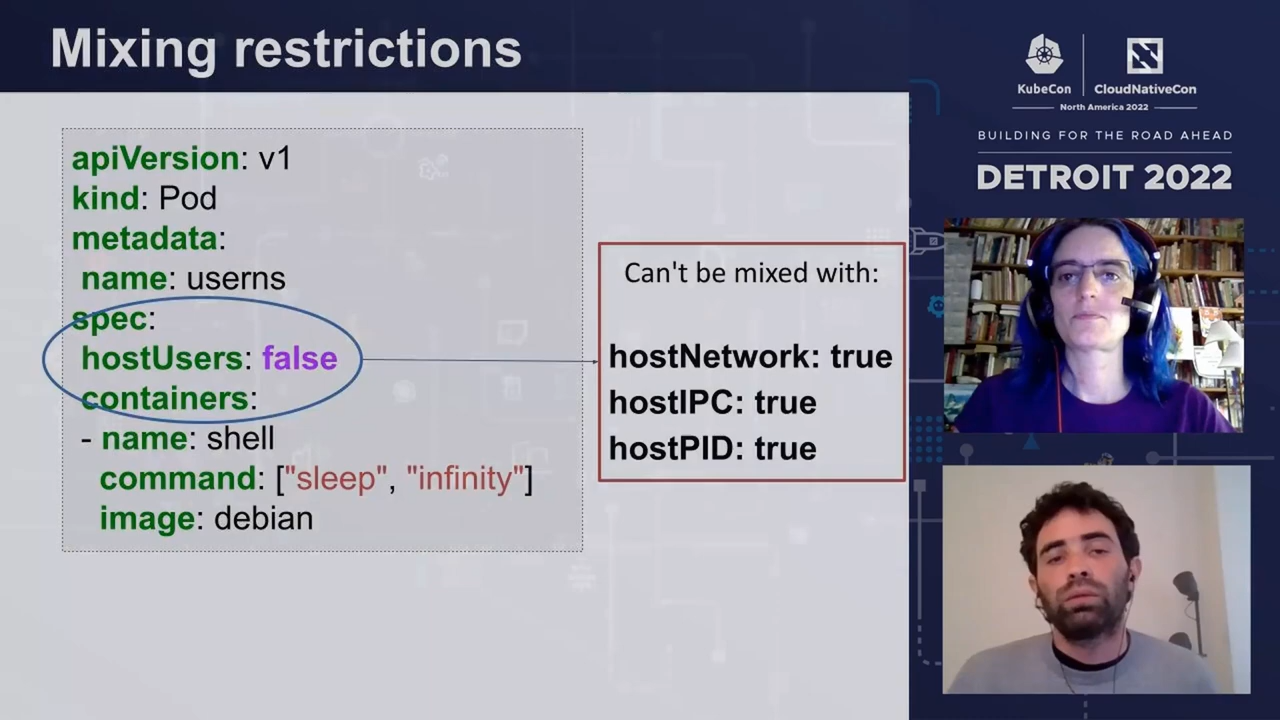 Mixing restrictions
apiVersion: v1
kind: Pod
metadata:
name: userns
spec:
hostUsers: false
containers:
- name: shell
command: ["sleep", "infinity"]
image: debian
Can't be mixed with:
hostNetwork: true
hostIPC: true
hostPID: true
KubeCon
CloudNativeCon
North America 2022
BUILDING FOR THE ROAD AHEAD
DETROIT 2022